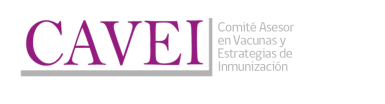 CAVEI
Comité Asesor
en Vacunas y
Estrategias de
Inmunización